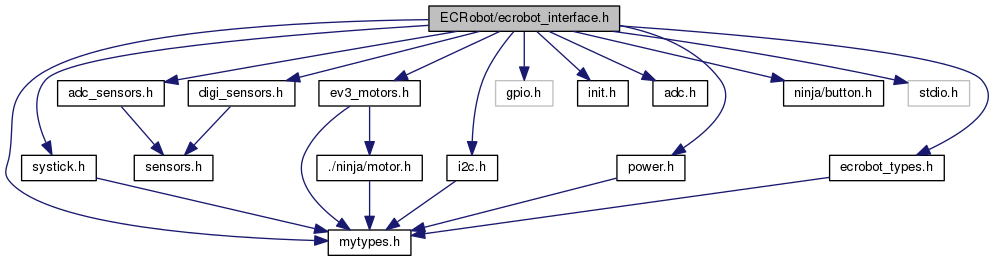 ECRobot/ecrobot_interface.h
adc_sensors.h
digi_sensors.h
ev3_motors.h
gpio.h
init.h
adc.h
ninja/button.h
stdio.h
systick.h
sensors.h
./ninja/motor.h
i2c.h
power.h
ecrobot_types.h
mytypes.h